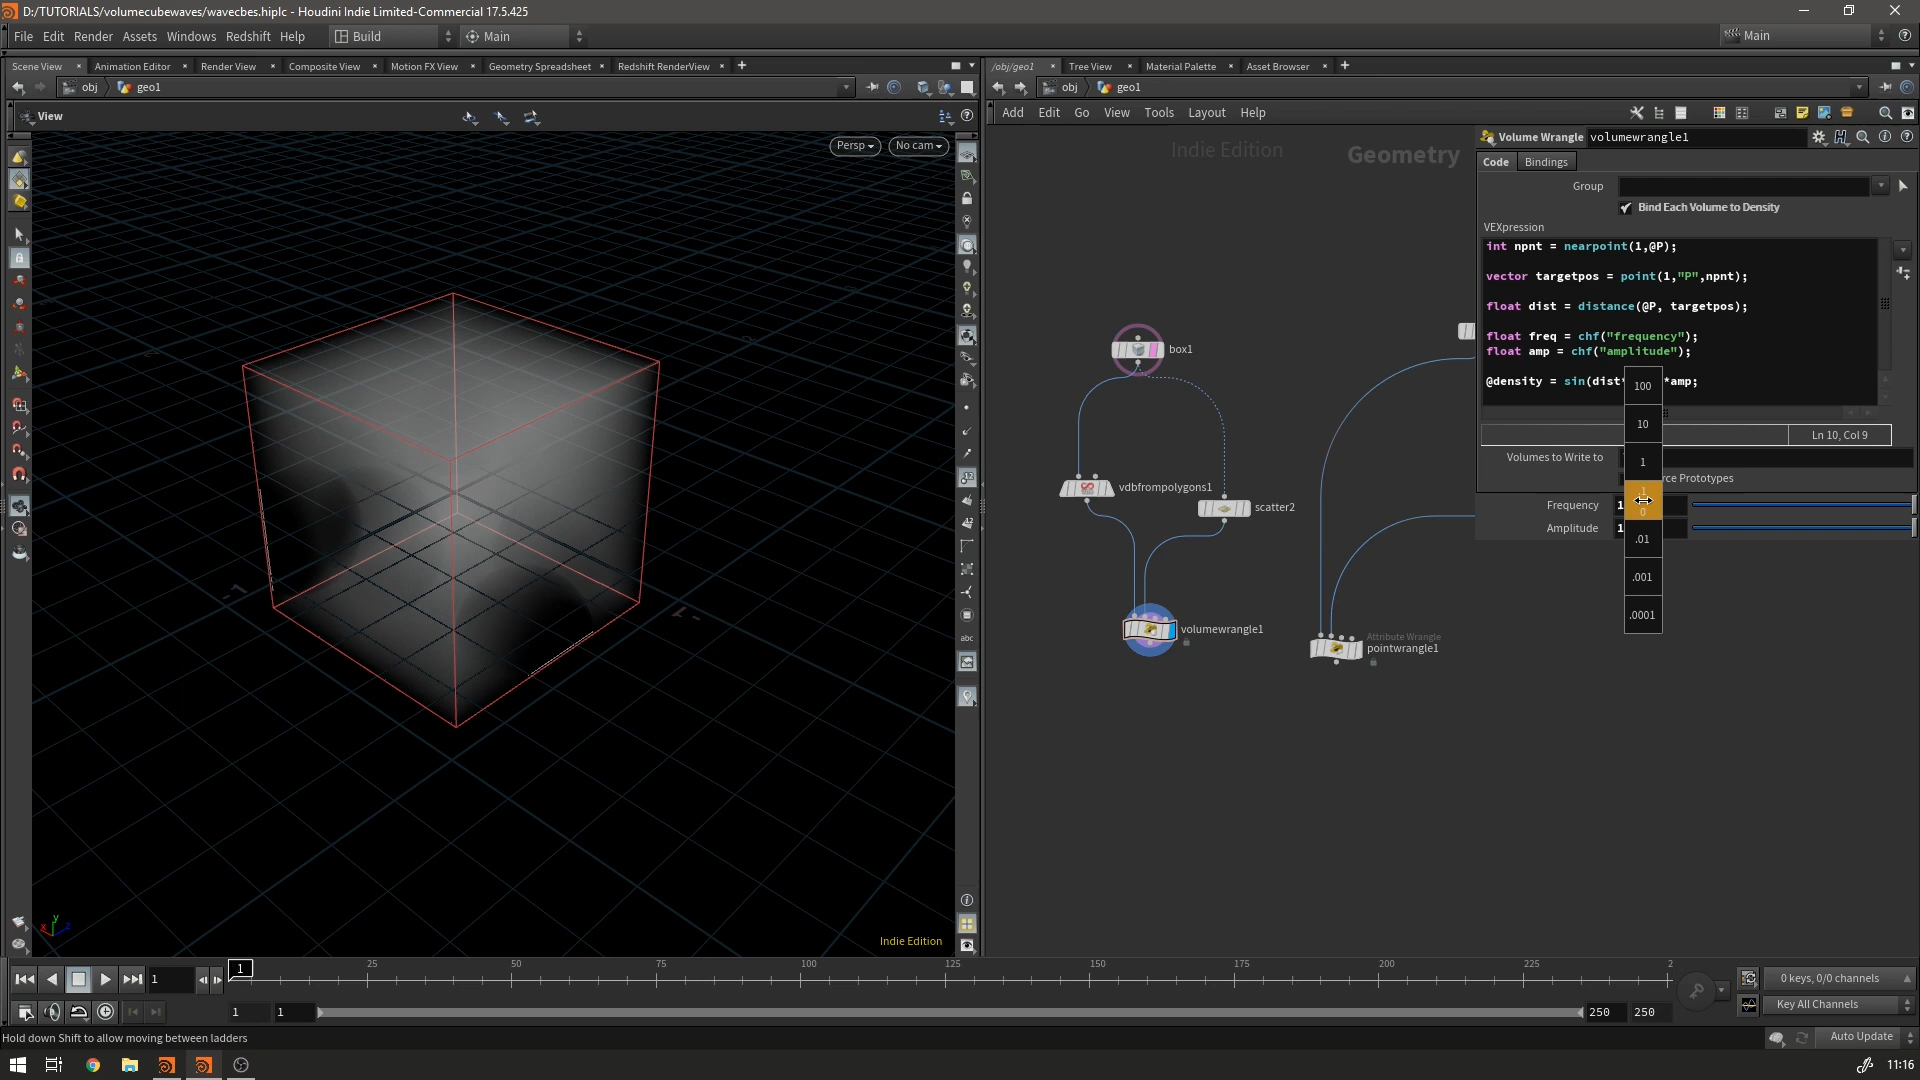 D:/TUTORIALS/volumecubewaves/wavecbes.hiplc - Houdini Indie Limited-Commercial 17.5.425
File Edit Render Assets Windows Redshift Help Build Main Main
Scene View Animation Editor Render View Composite View Motion FX View Geometry Spreadsheet Redshift RenderView
/obj/geo1 Tree View Material Palette Asset Browser
obj geo1
obj geo1
View
Add Edit Go View Tools Layout Help
Persp No cam
Indie Edition
Geometry
Volume Wrangle volumewrangle1
Code Bindings
Group
Bind Each Volume to Density
VEXpression
int npnt = nearpoint(1,@P);
vector targetpos = point(1,"P",npnt);
float dist = distance(@P, targetpos);
float freq = chf("frequency");
float amp = chf("amplitude");
@density = sin(dist *amp;
100
10
1
.01
.001
.0001
Ln 10, Col 9
Volumes to Write to
rce Prototypes
Frequency 1
Amplitude 1
box1
vdbfrompolygons1
scatter2
volumewrangle1
Attribute Wrangle
pointwrangle1
abc
Indie Edition
x y z
1 1 25 50 75 100 125 150 175 200 225 2
1 1 250 250
0 keys, 0/0 channels
Key All Channels
Hold down Shift to allow moving between ladders
Auto Update
11:16